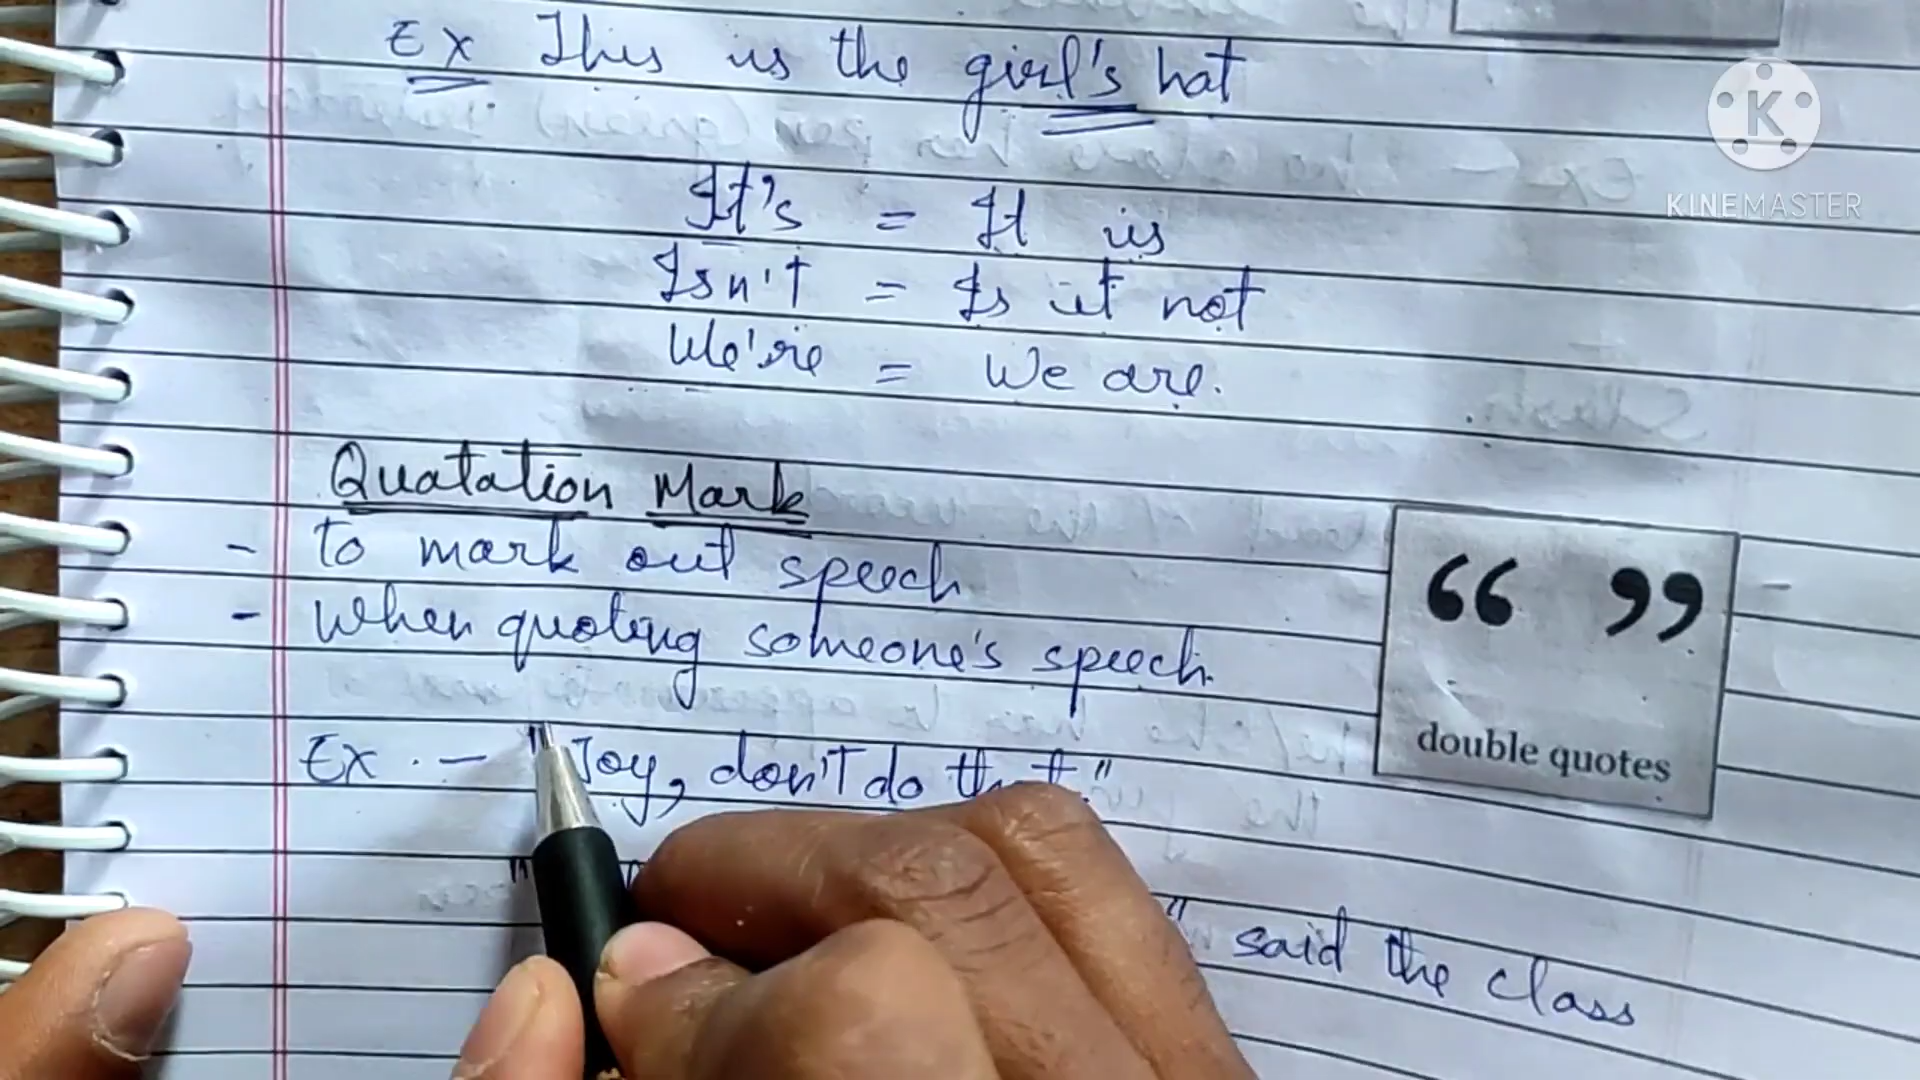 Ex This is the girl's hat
K
KINEMASTER
It's = It is
Isn't = Is it not
We're = We are.
Quatation Mark
- to mark out speech
- when quoting someone's speech.
“ ”
double quotes
Ex. - "Joy, don't do that."
"
" said the class